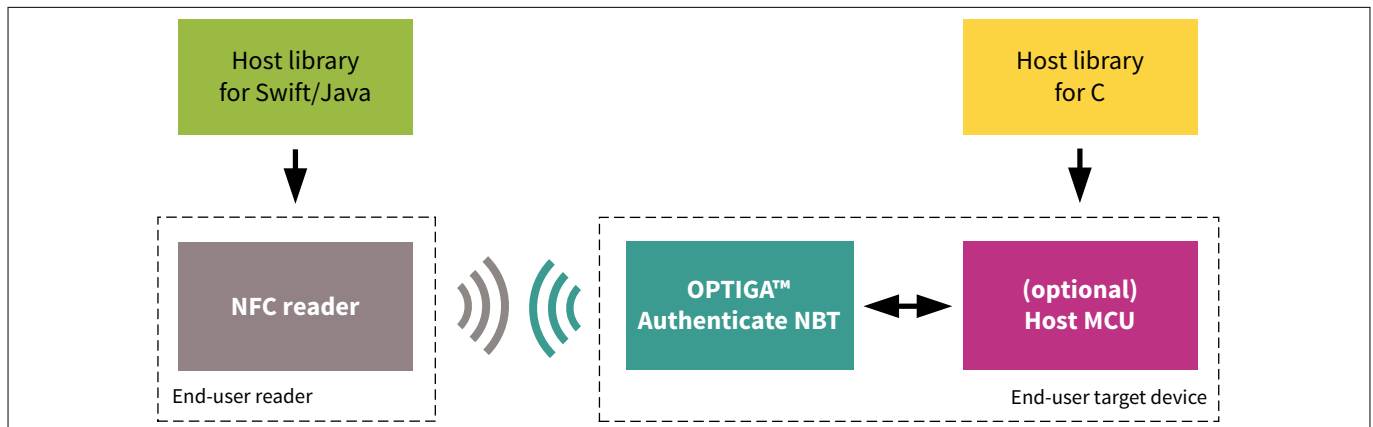 Host library
for Swift/Java
Host library
for C
NFC reader
OPTIGA™
Authenticate NBT
(optional)
Host MCU
End-user reader
End-user target device